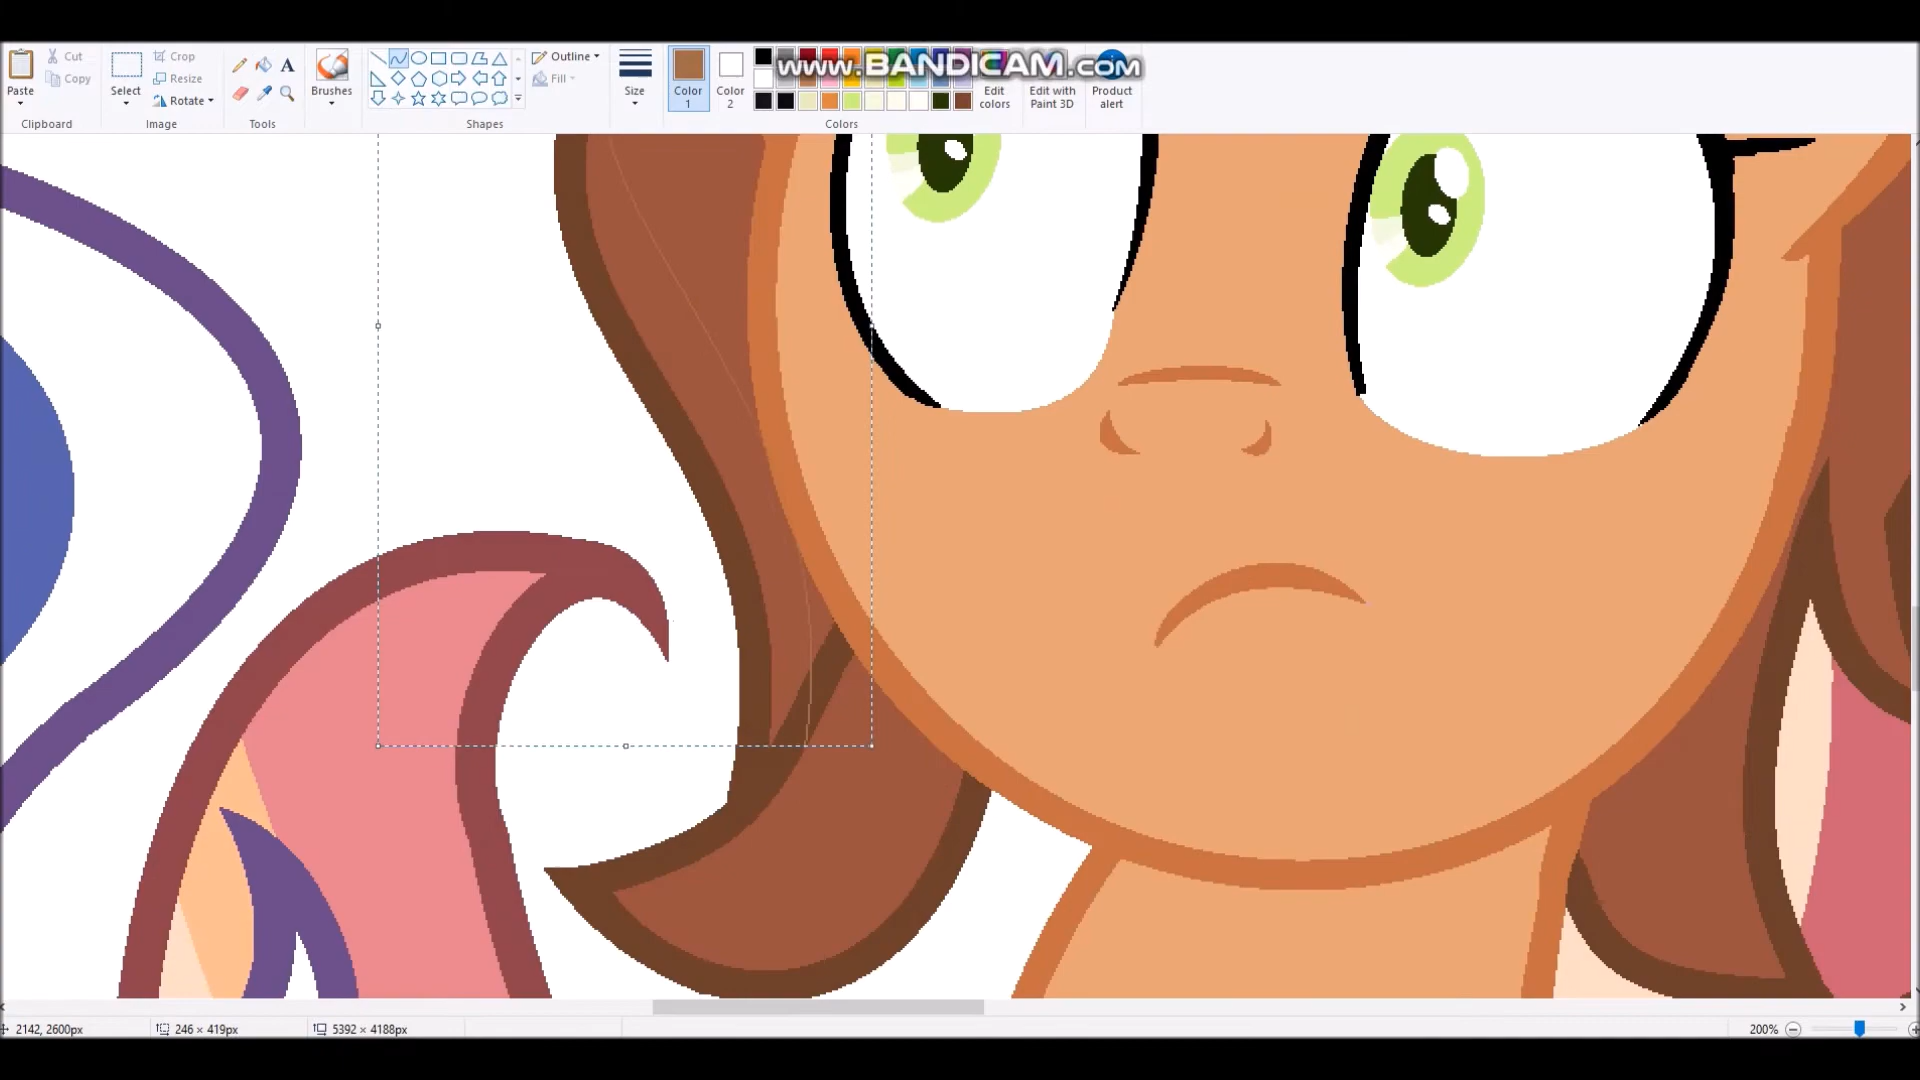 Paste
Cut
Copy
Clipboard
Select
Crop
Resize
Rotate
Image
A
Tools
Brushes
Shapes
Outline
Fill
Size
Color
1
Color
2
Colors
Edit
colors
Edit with
Paint 3D
Product
alert
www.BANDICAM.com
2142, 2600px
246 × 419px
5392 × 4188px
200%